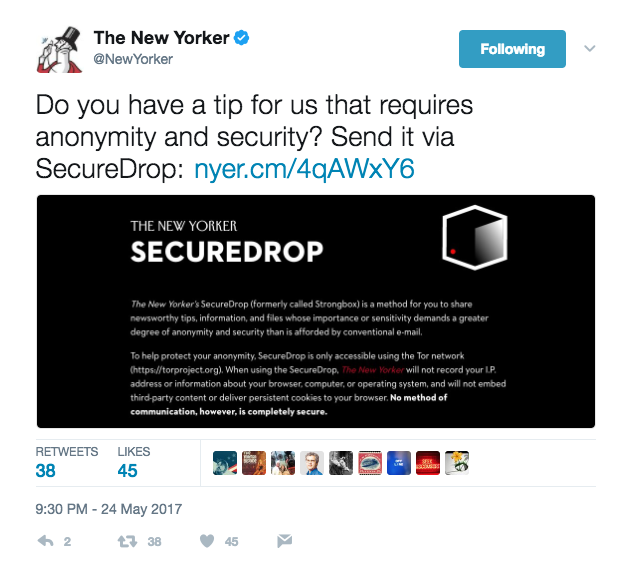 The New Yorker
@NewYorker
Following
Do you have a tip for us that requires
anonymity and security? Send it via
SecureDrop: nyer.cm/4qAWxY6
THE NEW YORKER
SECUREDROP
The New Yorker's SecureDrop (formerly called Strongbox) is a method for you to share
newsworthy tips, information, and files whose importance or sensitivity demands a greater
degree of anonymity and security than is afforded by conventional e-mail.
To help protect your anonymity, SecureDrop is only accessible using the Tor network
(https://torproject.org). When using the SecureDrop, The New Yorker will not record your I.P.
address or information about your browser, computer, or operating system, and will not embed
third-party content or deliver persistent cookies to your browser. No method of
communication, however, is completely secure.
RETWEETS LIKES
38 45
9:30 PM - 24 May 2017
2 38 45